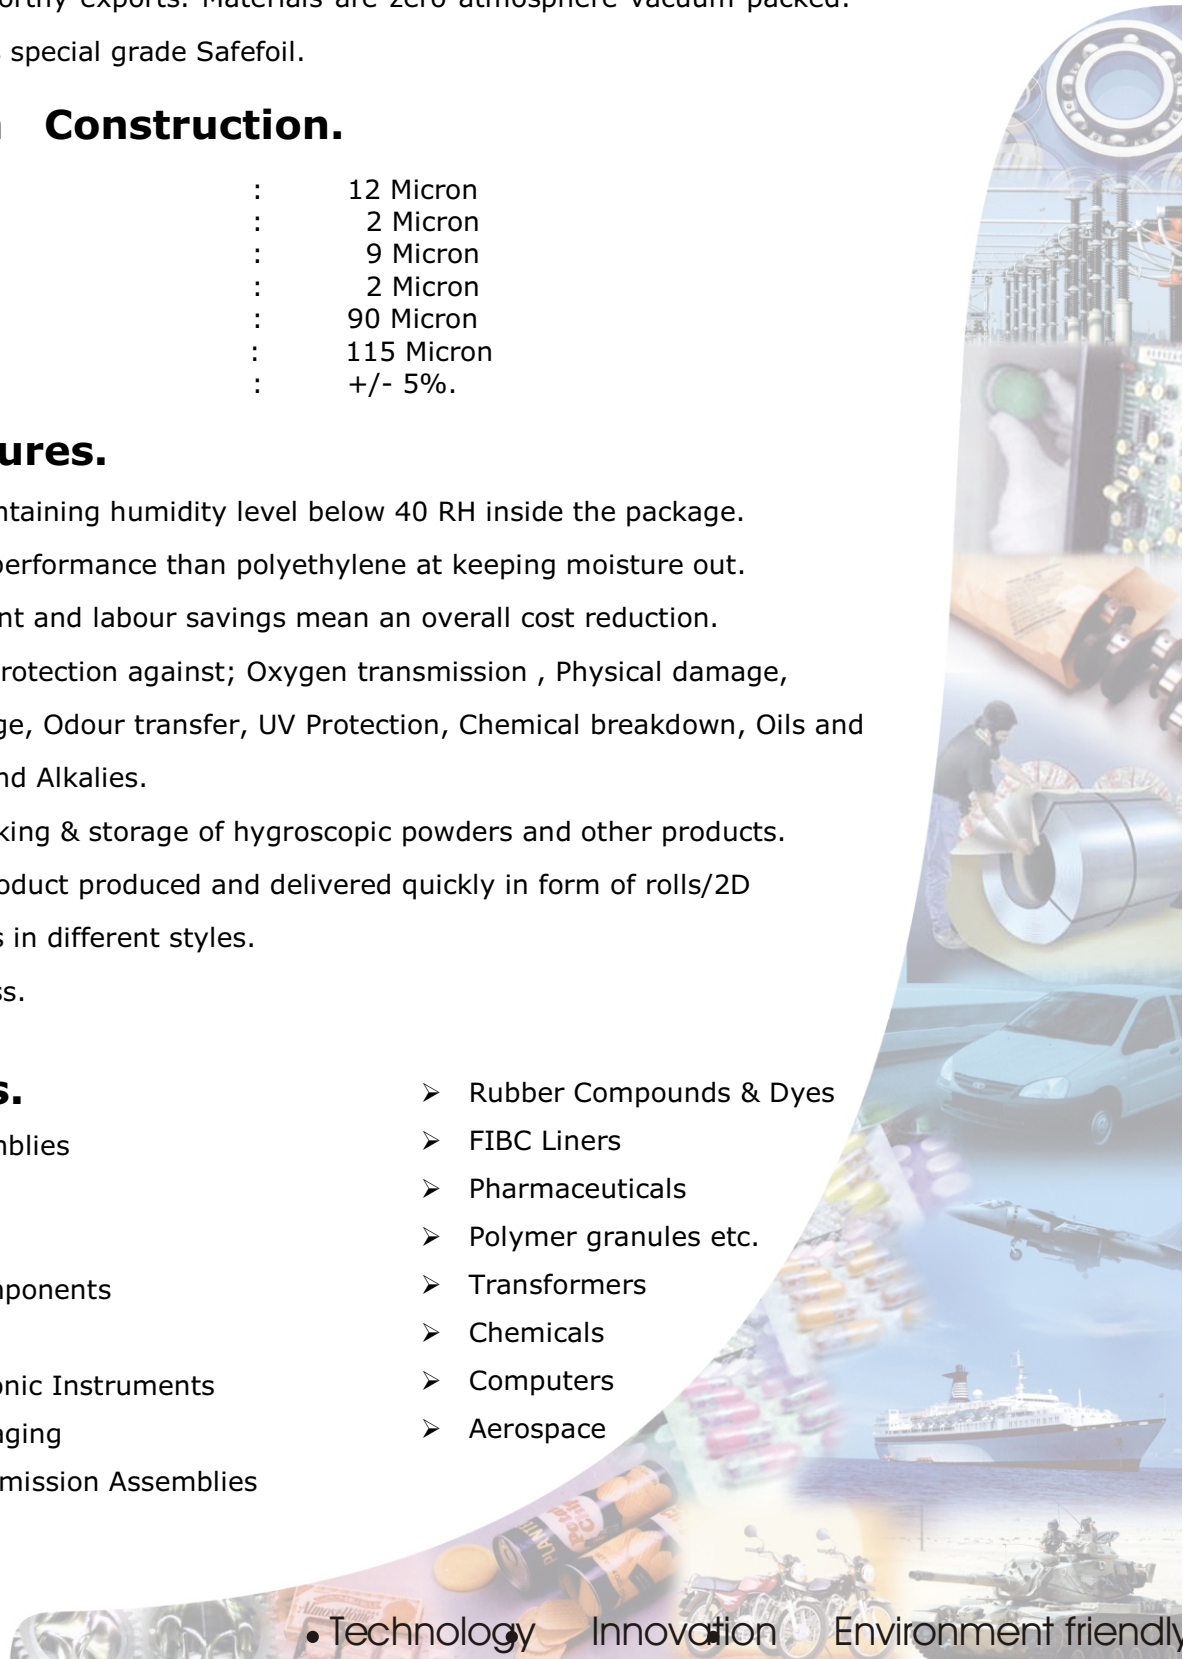 orthy exports. Materials are zero atmosphere vacuum packed.
special grade Safefoil.
Construction.
: 12 Micron
: 2 Micron
: 9 Micron
: 2 Micron
: 90 Micron
: 115 Micron
: +/- 5%.
ures.
ntaining humidity level below 40 RH inside the package.
performance than polyethylene at keeping moisture out.
nt and labour savings mean an overall cost reduction.
rotection against; Oxygen transmission , Physical damage,
ge, Odour transfer, UV Protection, Chemical breakdown, Oils and
nd Alkalies.
king & storage of hygroscopic powders and other products.
oduct produced and delivered quickly in form of rolls/2D
s in different styles.
ss.
s.
mblies
mponents
onic Instruments
aging
mission Assemblies
➢ Rubber Compounds & Dyes
➢ FIBC Liners
➢ Pharmaceuticals
➢ Polymer granules etc.
➢ Transformers
➢ Chemicals
➢ Computers
➢ Aerospace
PLANTE
• Technology • Innovation • Environment friendly